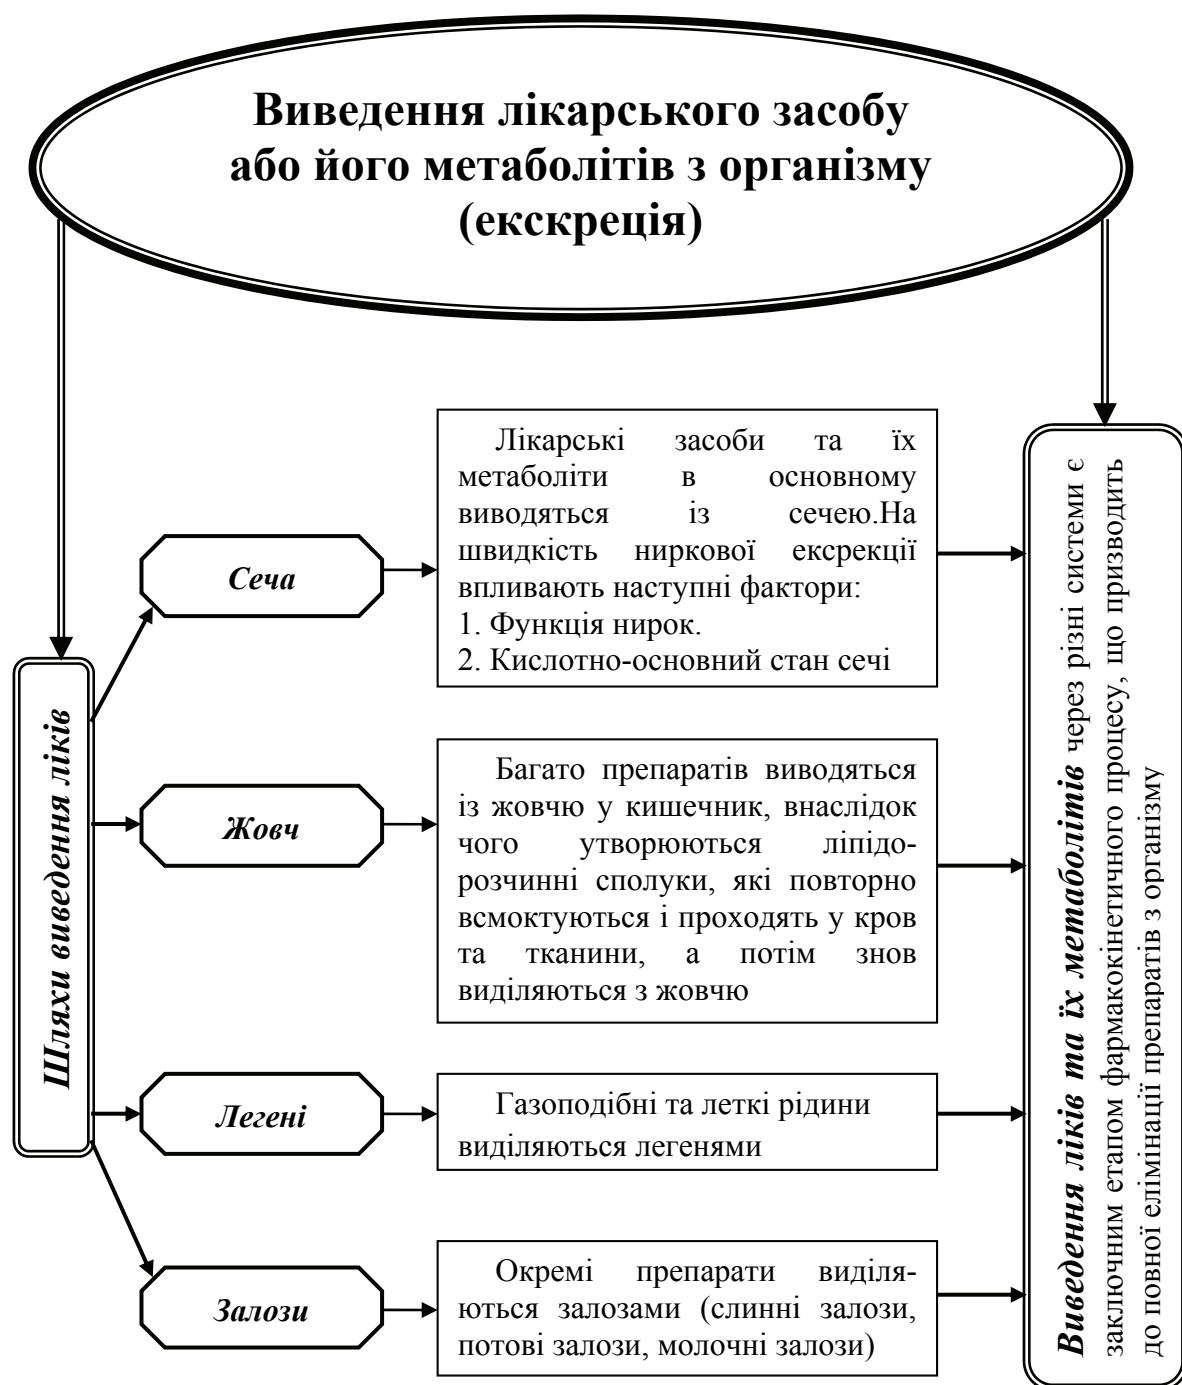 Виведення лікарського засобу
або його метаболітів з організму
(екскреція)
Шляхи виведення ліків
Сеча
Лікарські засоби та їх
метаболіти в основному
виводяться із сечею.На
швидкість ниркової ексрекції
впливають наступні фактори:
1. Функція нирок.
2. Кислотно-основний стан сечі
Жовч
Багато препаратів виводяться
із жовчю у кишечник, внаслідок
чого утворюються ліпідо-
розчинні сполуки, які повторно
всмоктуються і проходять у кров
та тканини, а потім знов
виділяються з жовчю
Легені
Газоподібні та леткі рідини
виділяються легенями
Залози
Окремі препарати виділя-
ються залозами (слинні залози,
потові залози, молочні залози)
Виведення ліків та їх метаболітів через різні системи є
заключним етапом фармакокінетичного процесу, що призводить
до повної елімінації препаратів з організму